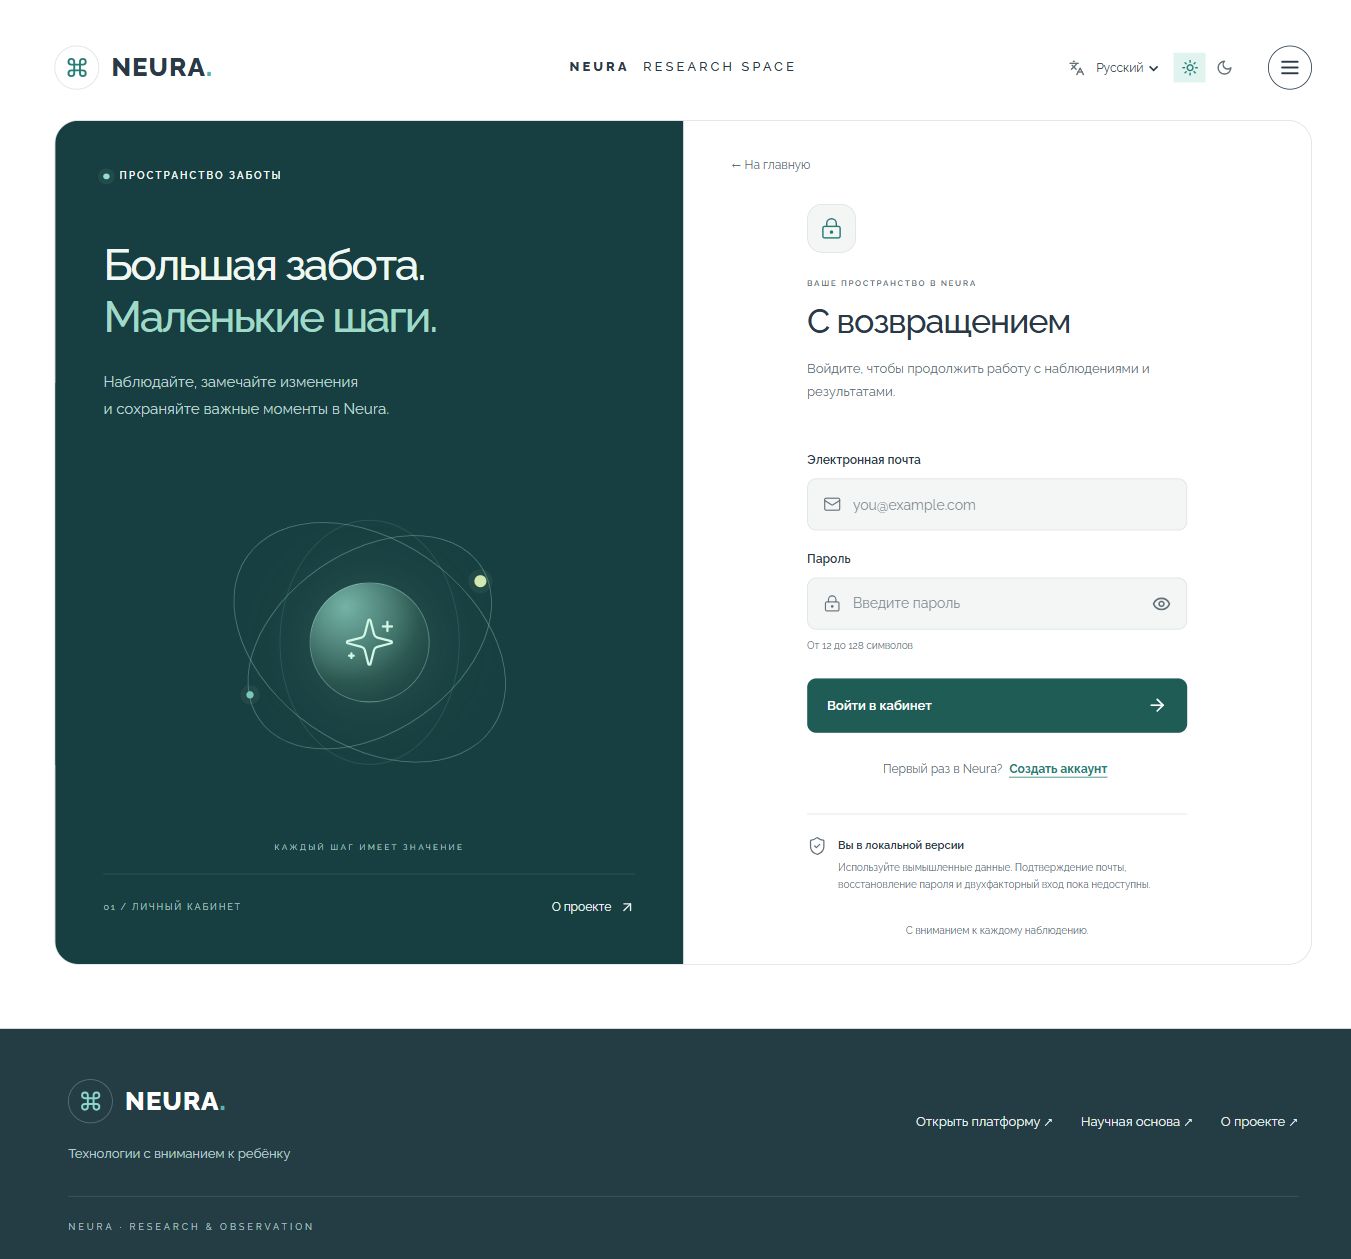 NEURA.
NEURA RESEARCH SPACE
Русский
ПРОСТРАНСТВО ЗАБОТЫ
Большая забота.
Маленькие шаги.
Наблюдайте, замечайте изменения
и сохраняйте важные моменты в Neura.
КАЖДЫЙ ШАГ ИМЕЕТ ЗНАЧЕНИЕ
01 / ЛИЧНЫЙ КАБИНЕТ
О проекте
← На главную
ВАШЕ ПРОСТРАНСТВО В NEURA
С возвращением
Войдите, чтобы продолжить работу с наблюдениями и
результатами.
Электронная почта
you@example.com
Пароль
Введите пароль
От 12 до 128 символов
Войти в кабинет
Первый раз в Neura? Создать аккаунт
Вы в локальной версии
Используйте вымышленные данные. Подтверждение почты,
восстановление пароля и двухфакторный вход пока недоступны.
С вниманием к каждому наблюдению.
NEURA.
Технологии с вниманием к ребёнку
Открыть платформу ↗
Научная основа ↗
О проекте ↗
NEURA · RESEARCH & OBSERVATION